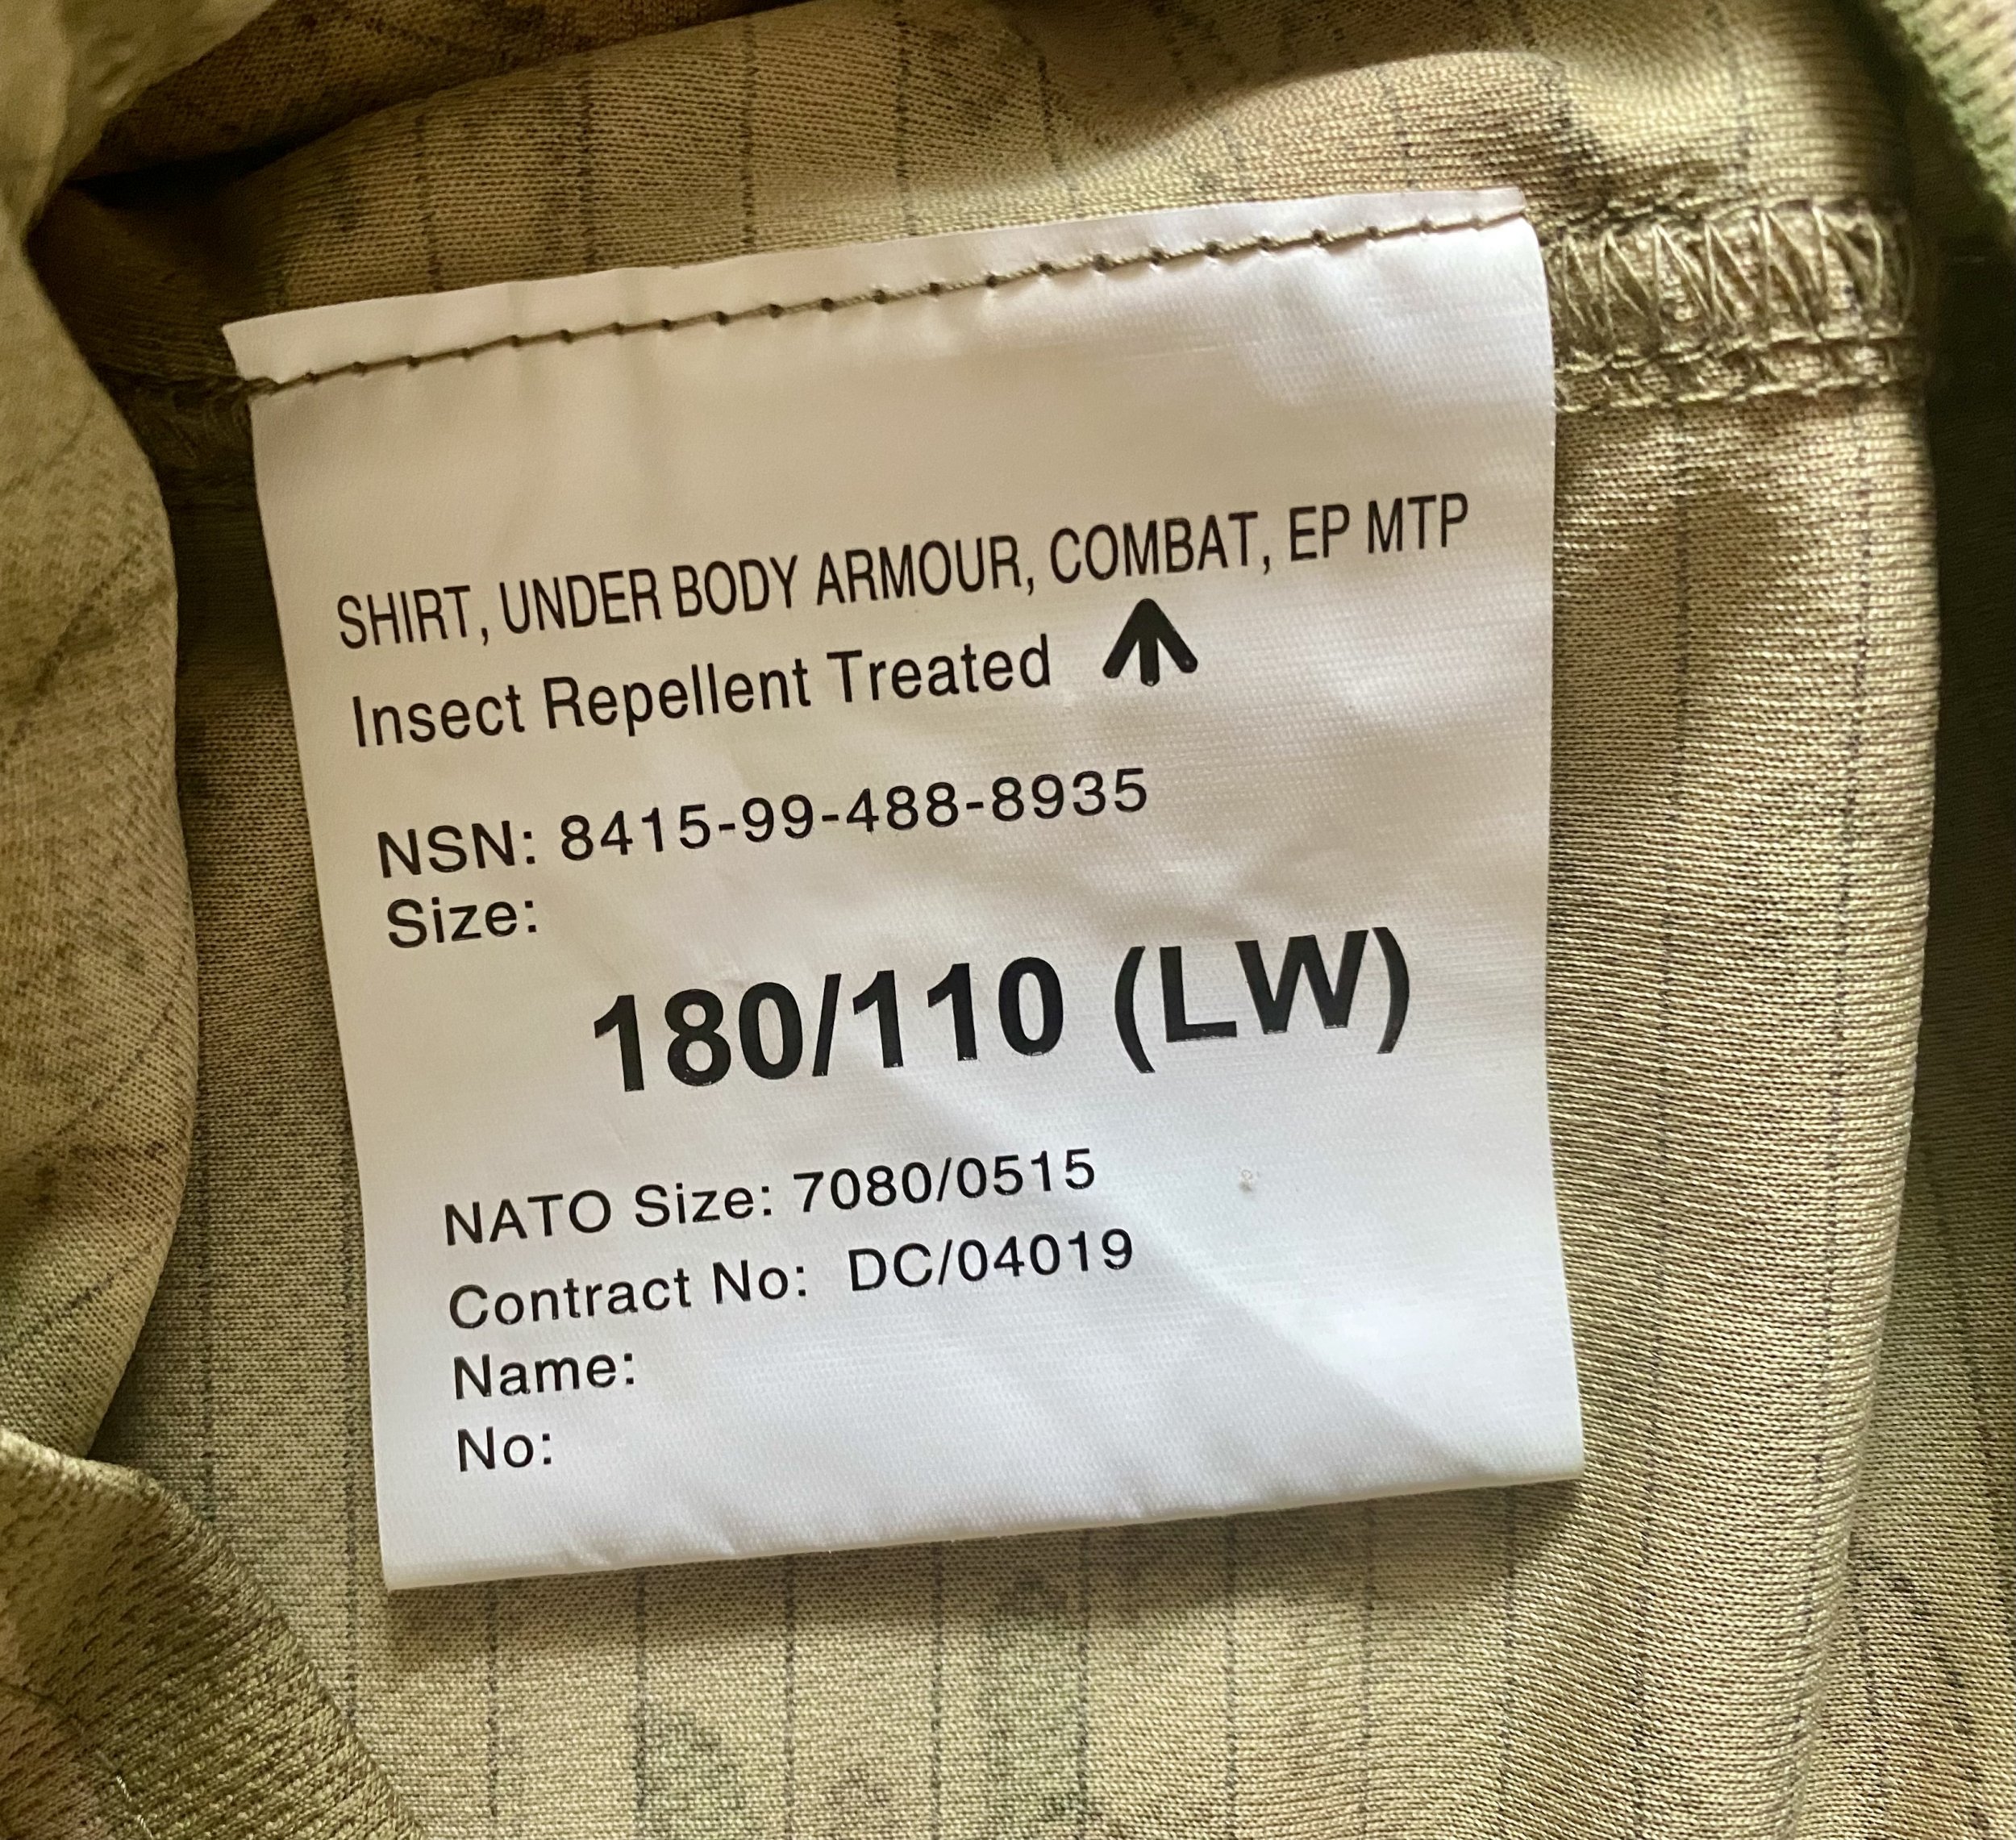 SHIRT, UNDER BODY ARMOUR, COMBAT, EP MTP
Insect Repellent Treated
NSN: 8415-99-488-8935
Size:
180/110 (LW)
NATO Size: 7080/0515
Contract No: DC/04019
Name:
No: